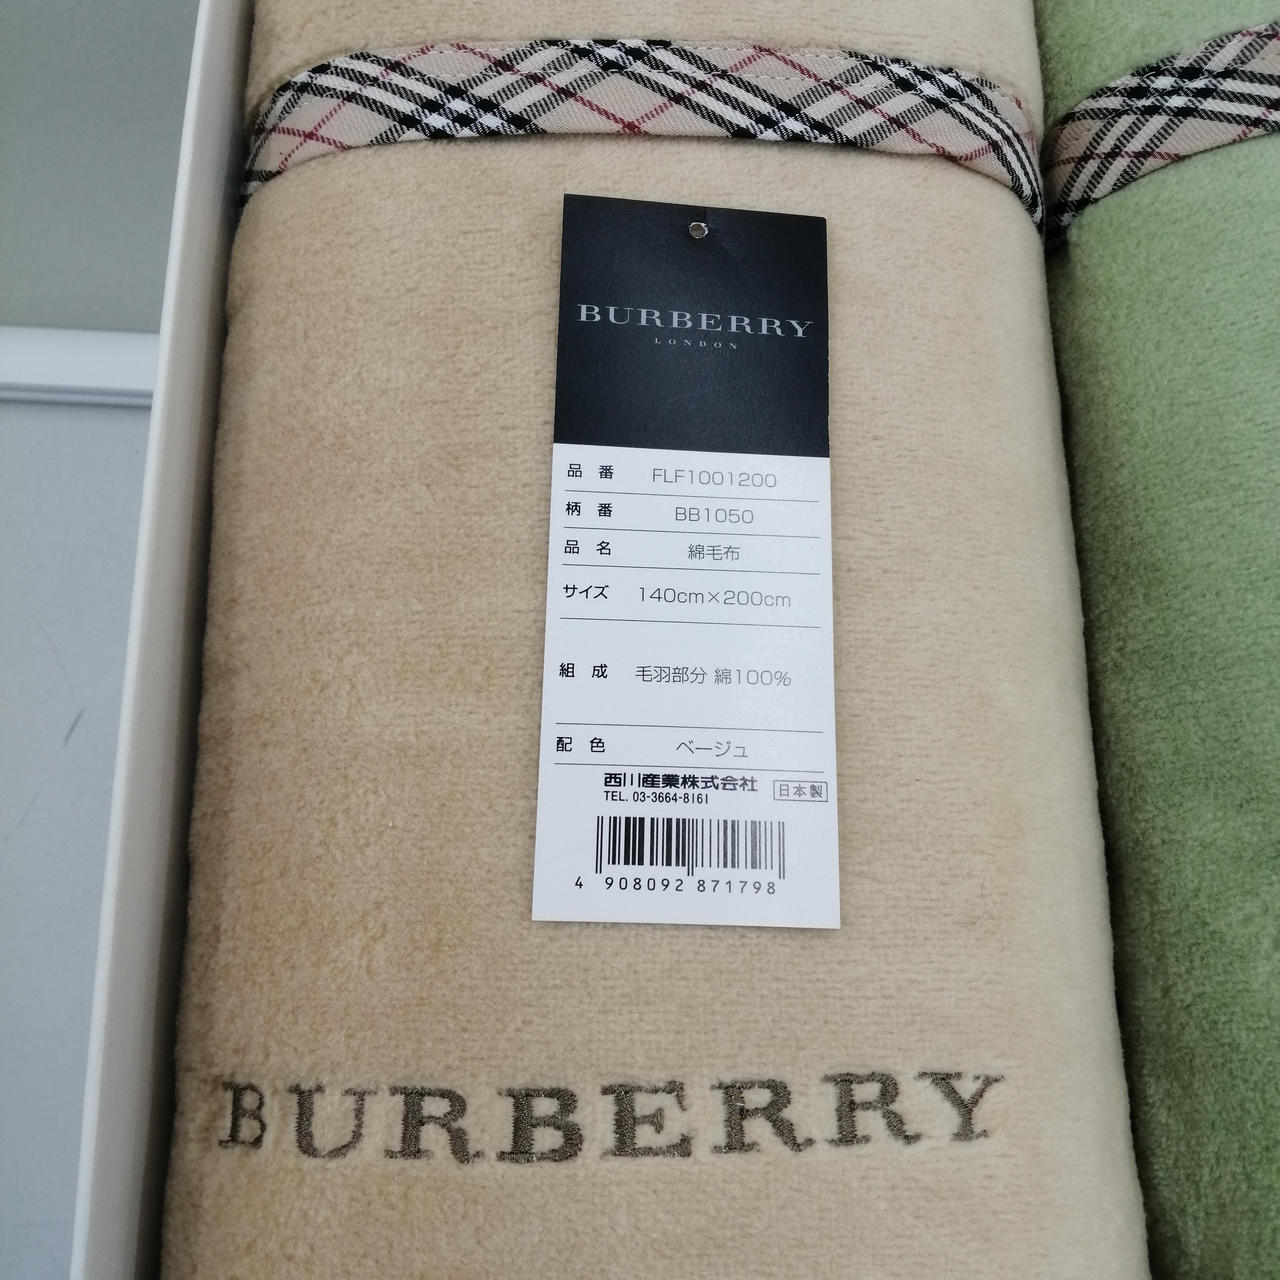 BURBERRY
LONDON
品番 FLF1001200
柄番 BB1050
品名 綿毛布
サイズ 140cm×200cm
組成 毛羽部分 綿100%
配色 ベージュ
西川産業株式会社 日本製
TEL. 03-3664-8161
4 908092 871798
BURBERRY